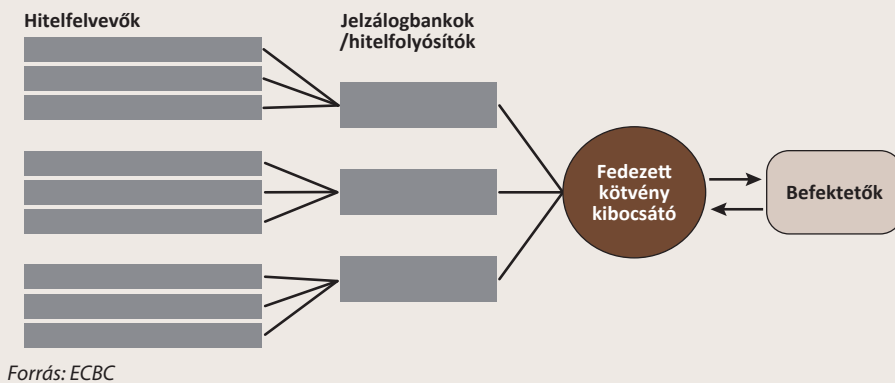 Hitelfelvevők
Jelzálogbankok
/hitelfolyósítók
Fedezett
kötvény
kibocsátó
Befektetők
Forrás: ECBC